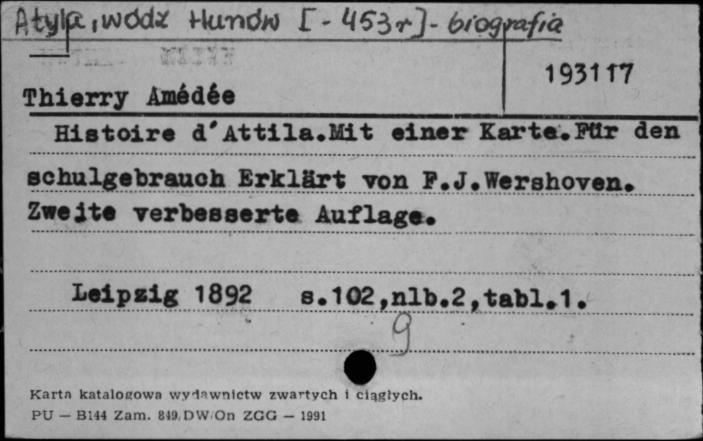 Atyla, wódz Hunów [- 453 r] - biografia
193117
Thierry Amédée
Histoire d'Attila.Mit einer Karte.Für den
schulgebrauch Erklärt von F.J.Wershoven.
Zweite verbesserte Auflage.
Leipzig 1892 s.102,nlb.2,tabl.1.
9
Karta katalogowa wydawnictw zwartych i ciągłych.
PU — B144 Zam. 849.DW/On ZGG — 1991